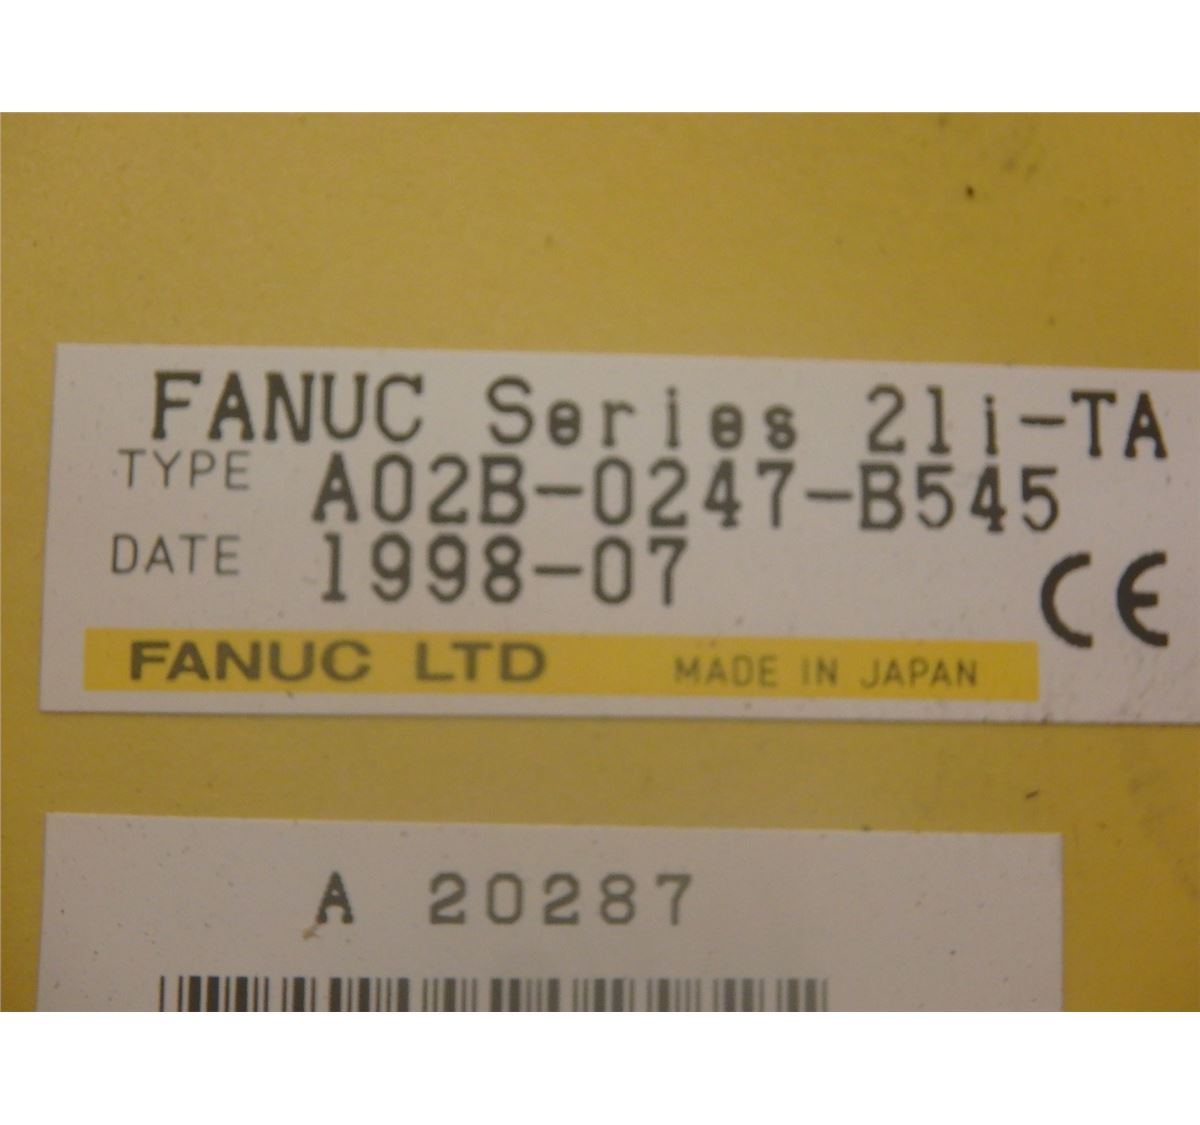 FANUC Series 21i-TA
TYPE A02B-0247-B545
DATE 1998-07
CE
FANUC LTD MADE IN JAPAN
A 20287